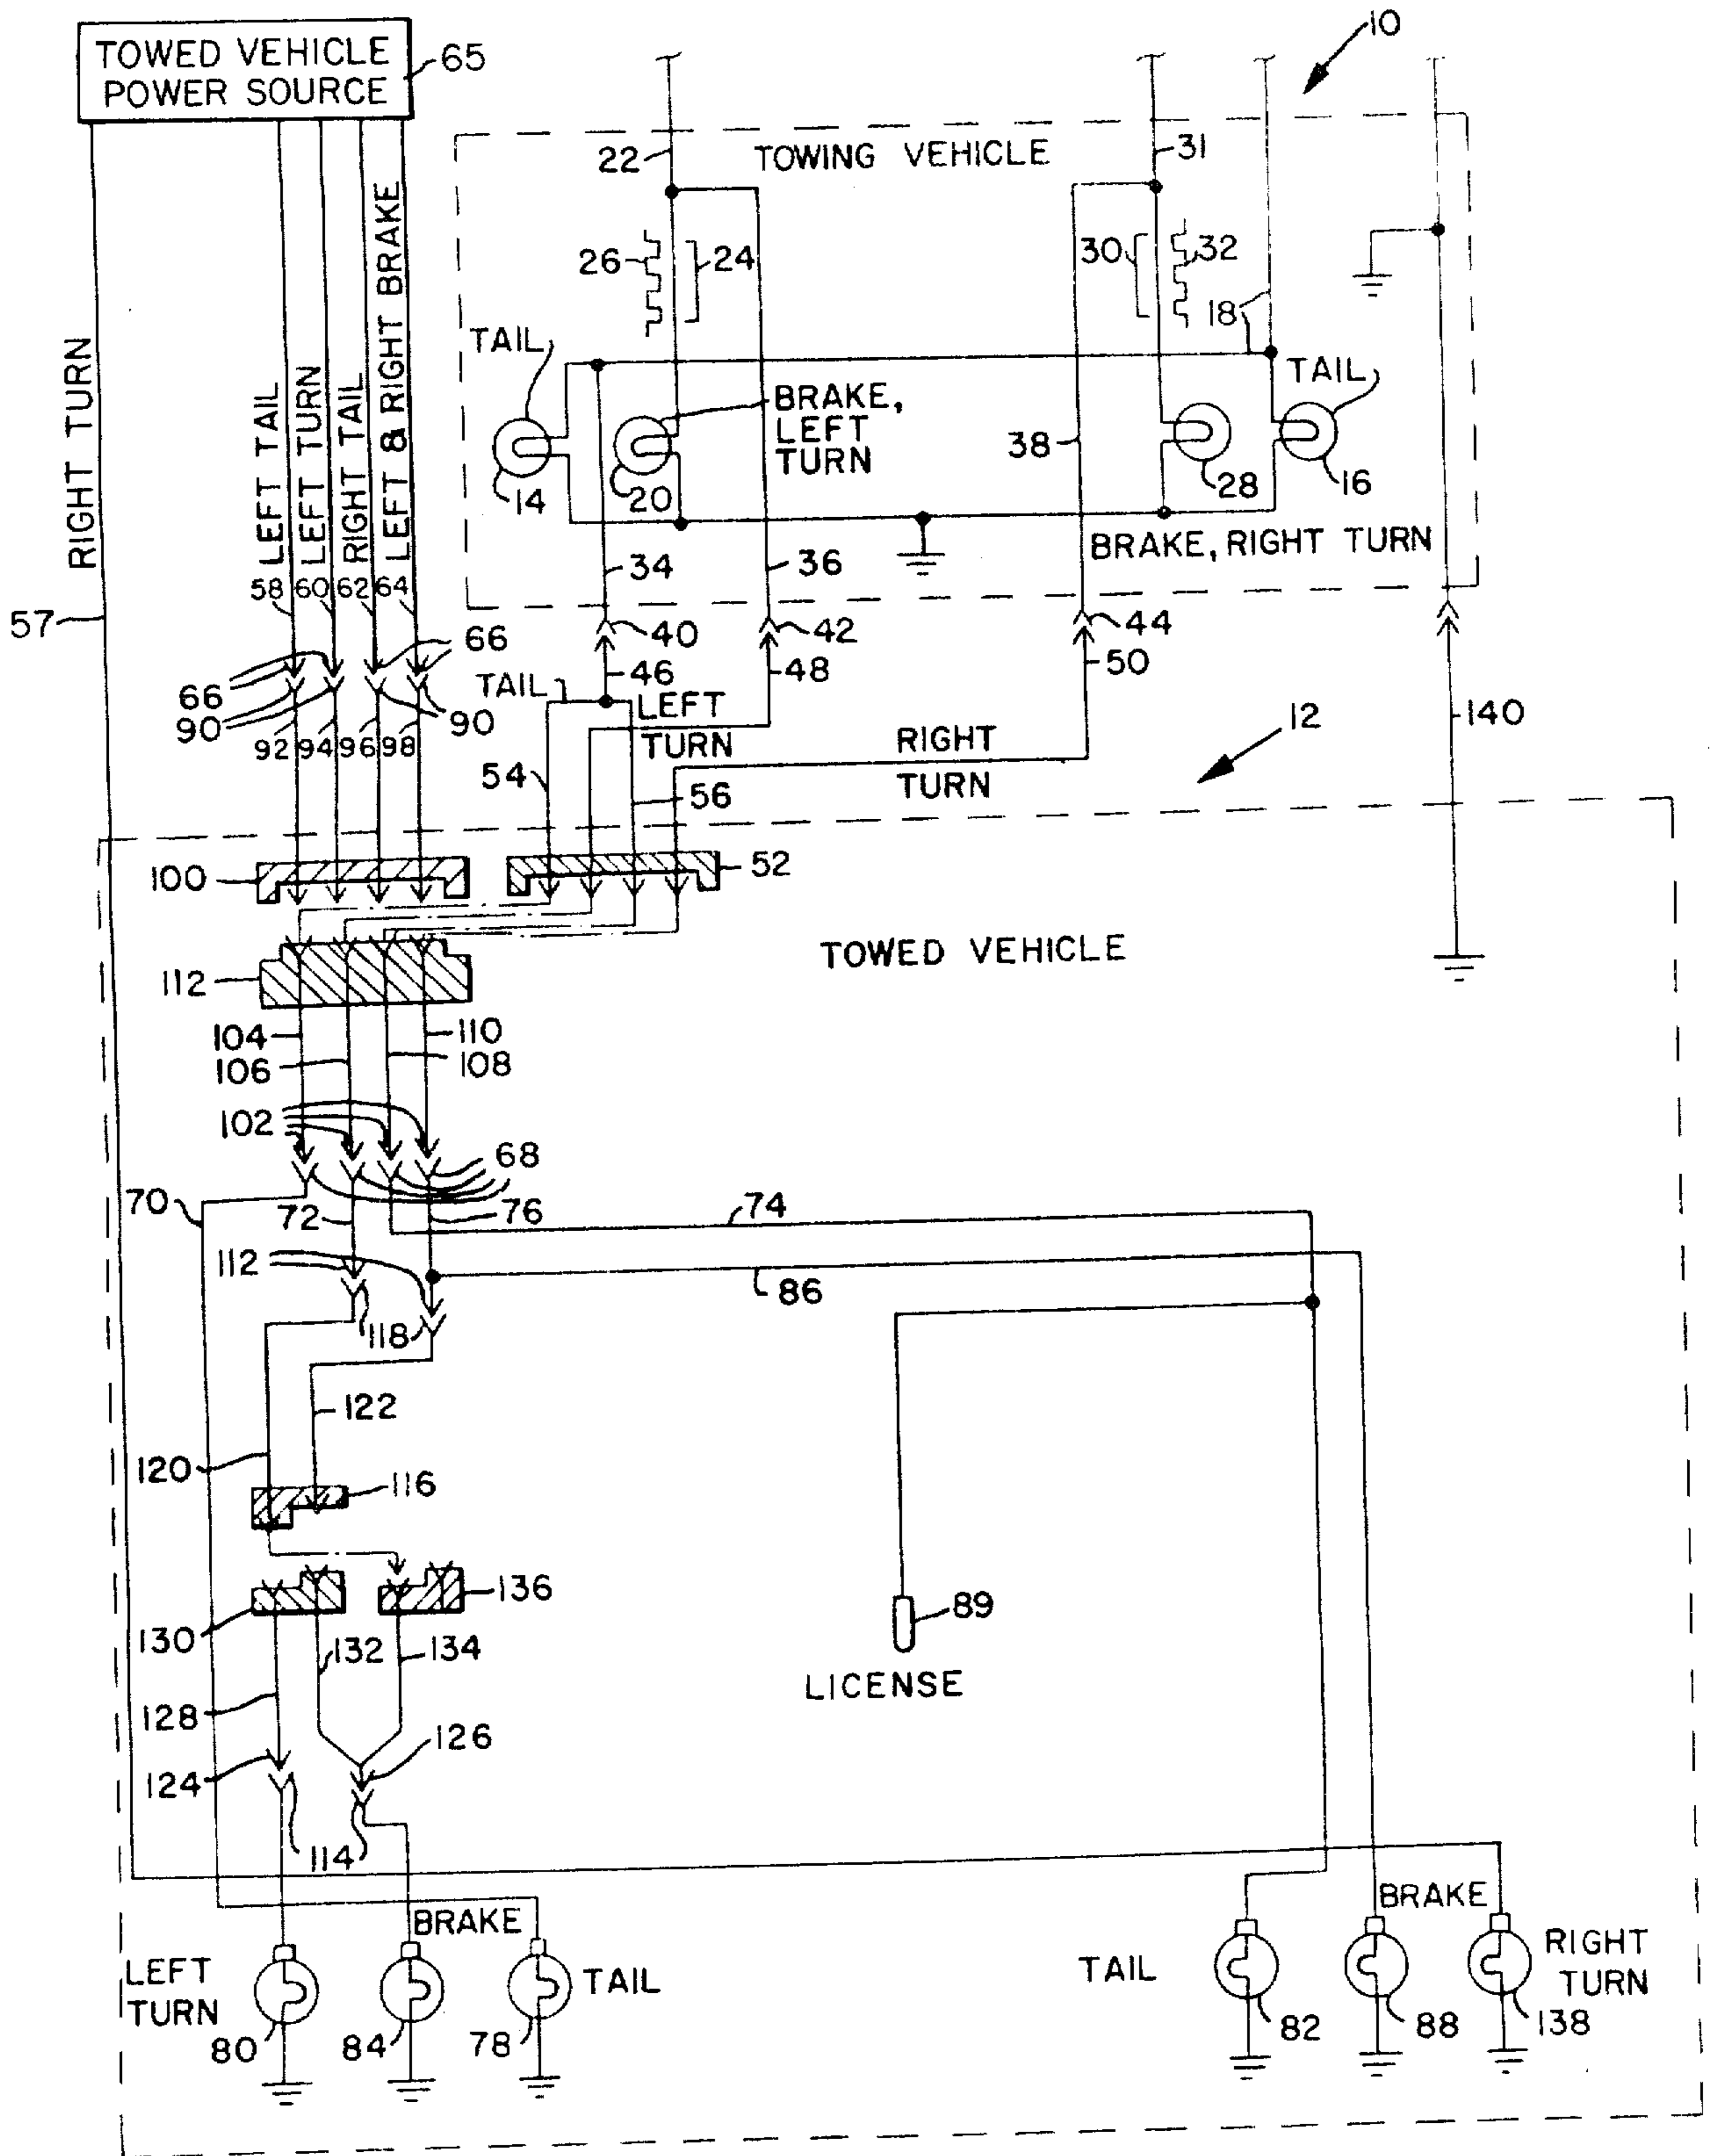 10
TOWED VEHICLE
POWER SOURCE
65
22
TOWING VEHICLE
31
26
24
30
32
18
TAIL
TAIL
BRAKE,
LEFT
TURN
38
14
20
28
16
BRAKE, RIGHT TURN
34
36
RIGHT TURN
LEFT TAIL
LEFT TURN
RIGHT TAIL
LEFT & RIGHT BRAKE
58
60
62
64
57
66
40
42
44
46
48
50
66
90
90
TAIL
LEFT
TURN
RIGHT
TURN
12
140
92
94
96
98
54
56
100
52
TOWED VEHICLE
112
104
110
106
108
102
68
70
72
76
74
112
86
118
122
120
116
130
136
132
134
89
LICENSE
128
126
124
114
BRAKE
BRAKE
LEFT
TURN
TAIL
TAIL
RIGHT
TURN
80
84
78
82
88
138